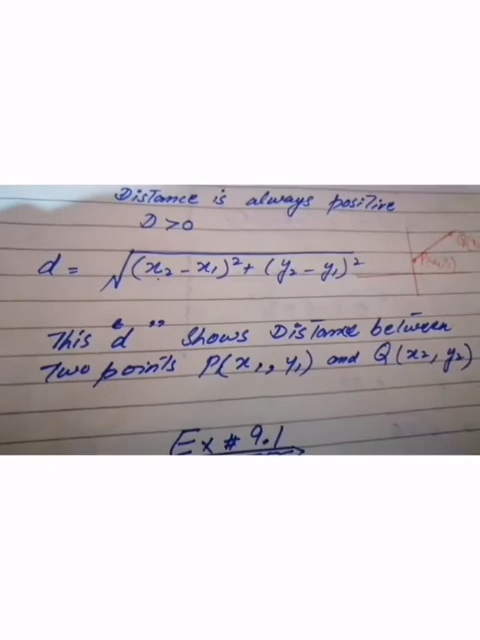 Distance is always positive
D > 0
d = √(x₂ - x₁)² + (y₂ - y₁)²
This "d" shows Distance between
Two points P(x₁, y₁) and Q(x₂, y₂)
Ex # 9.1